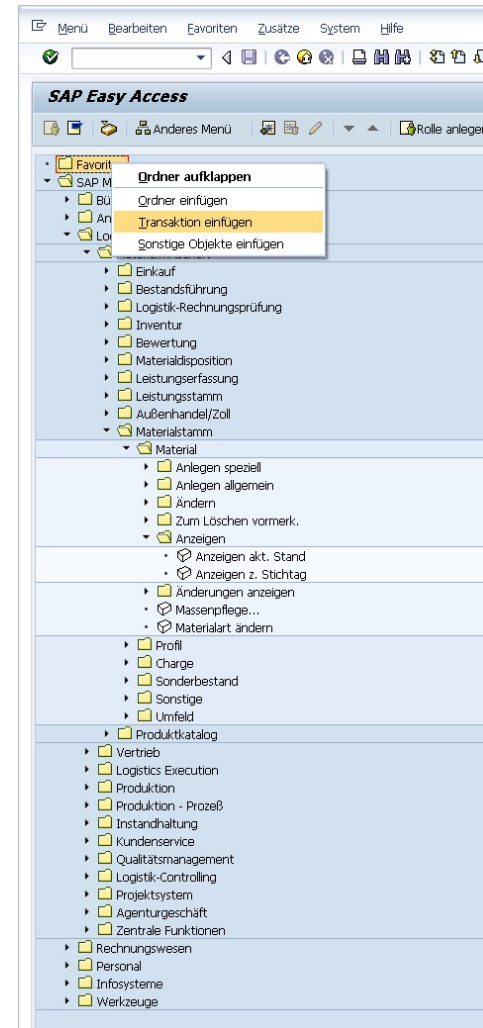 Menü Bearbeiten Favoriten Zusätze System Hilfe
SAP Easy Access
Anderes Menü Rolle anlegen
Favorit
SAP M
Ordner aufklappen
Bü
Ordner einfügen
An
Transaktion einfügen
Lo
Sonstige Objekte einfügen
Einkauf
Bestandsführung
Logistik-Rechnungsprüfung
Inventur
Bewertung
Materialdisposition
Leistungserfassung
Leistungsstamm
Außenhandel/Zoll
Materialstamm
Material
Anlegen speziell
Anlegen allgemein
Ändern
Zum Löschen vormerk.
Anzeigen
Anzeigen akt. Stand
Anzeigen z. Stichtag
Änderungen anzeigen
Massenpflege...
Materialart ändern
Profil
Charge
Sonderbestand
Sonstige
Umfeld
Produktkatalog
Vertrieb
Logistics Execution
Produktion
Produktion - Prozeß
Instandhaltung
Kundenservice
Qualitätsmanagement
Logistik-Controlling
Projektsystem
Agenturgeschäft
Zentrale Funktionen
Rechnungswesen
Personal
Infosysteme
Werkzeuge